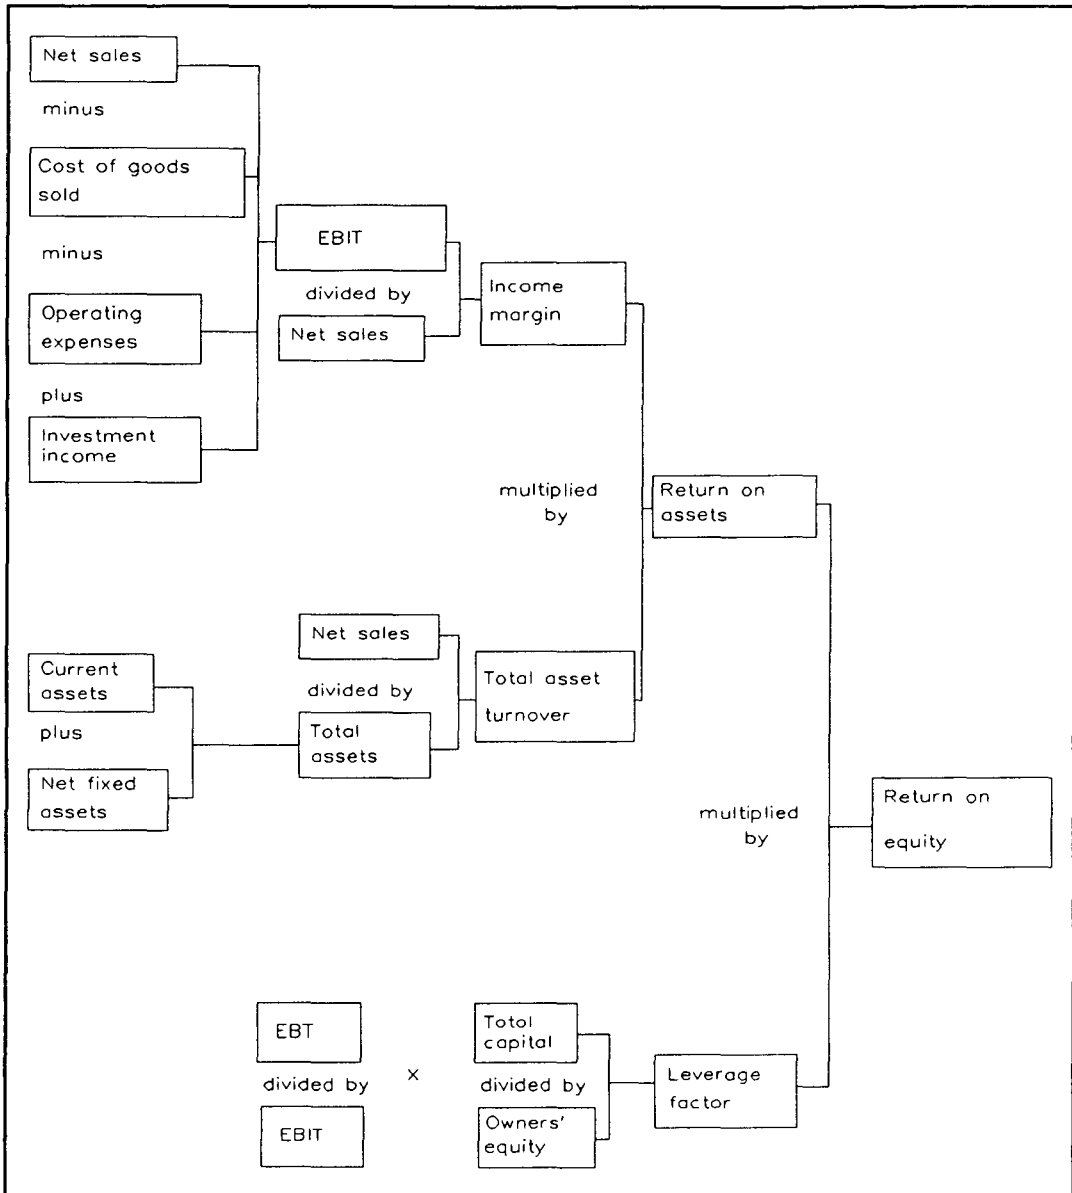 Net sales
minus
Cost of goods
sold
minus
Operating
expenses
plus
Investment
income
EBIT
divided by
Net sales
Income
margin
multiplied
by
Return on
assets
Net sales
divided by
Total
assets
Current
assets
plus
Net fixed
assets
Total asset
turnover
multiplied
by
Return on
equity
EBT
divided by
EBIT
x
Total
capital
divided by
Owners'
equity
Leverage
factor